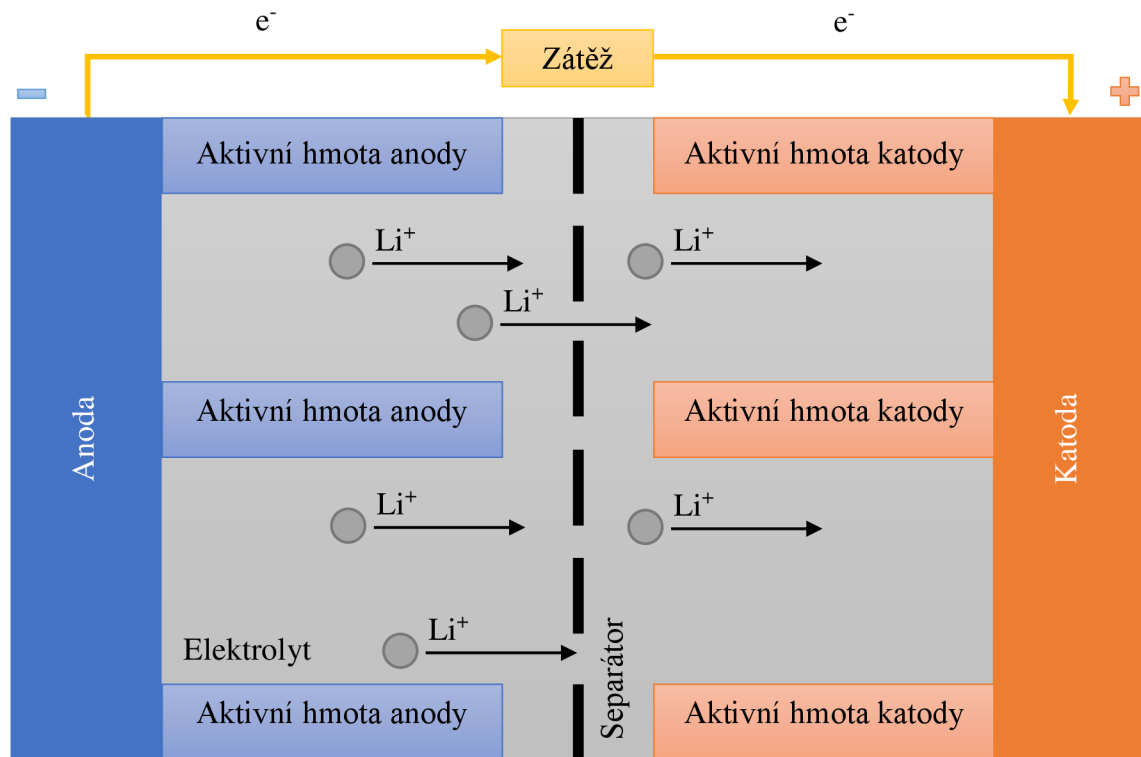 e⁻
e⁻
Zátěž
Aktivní hmota anody
Aktivní hmota katody
Li⁺
Li⁺
Li⁺
Anoda
Aktivní hmota anody
Aktivní hmota katody
Katoda
Li⁺
Li⁺
Li⁺
Elektrolyt
Separátor
Aktivní hmota anody
Aktivní hmota katody